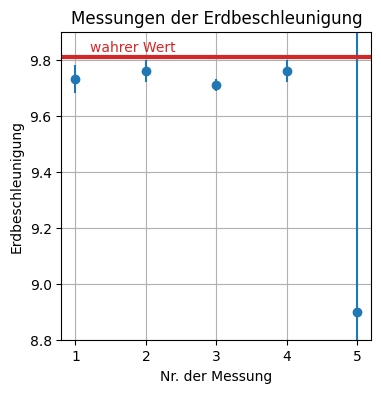 Messungen der Erdbeschleunigung
wahrer Wert
Erdbeschleunigung
9.8
9.6
9.4
9.2
9.0
8.8
1 2 3 4 5
Nr. der Messung